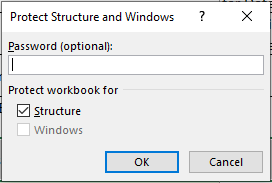 Protect Structure and Windows ? ×
Password (optional):
Protect workbook for
Structure
Windows
OK Cancel